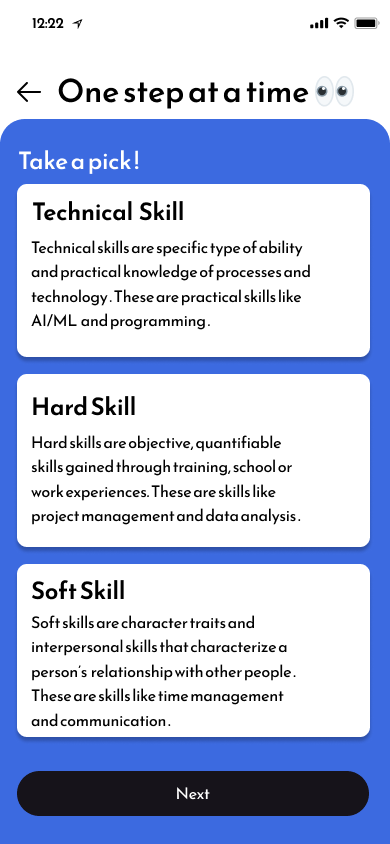 12:22
One step at a time 👀
Take a pick!
Technical Skill
Technical skills are specific type of ability
and practical knowledge of processes and
technology. These are practical skills like
AI/ML and programming.
Hard Skill
Hard skills are objective, quantifiable
skills gained through training, school or
work experiences. These are skills like
project management and data analysis.
Soft Skill
Soft skills are character traits and
interpersonal skills that characterize a
person's relationship with other people.
These are skills like time management
and communication.
Next